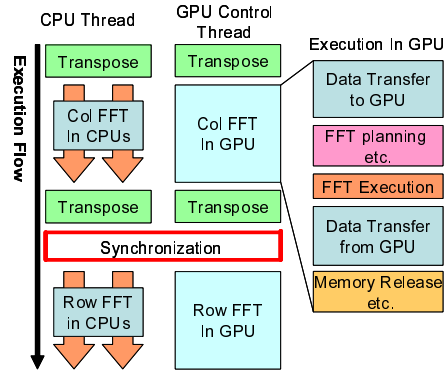 CPU Thread
GPU Control
Thread
Execution In GPU
Execution Flow
Transpose
Transpose
Col FFT
In CPUs
Col FFT
In GPU
Data Transfer
to GPU
FFT planning
etc.
FFT Execution
Transpose
Transpose
Data Transfer
from GPU
Synchronization
Memory Release
etc.
Row FFT
in CPUs
Row FFT
In GPU